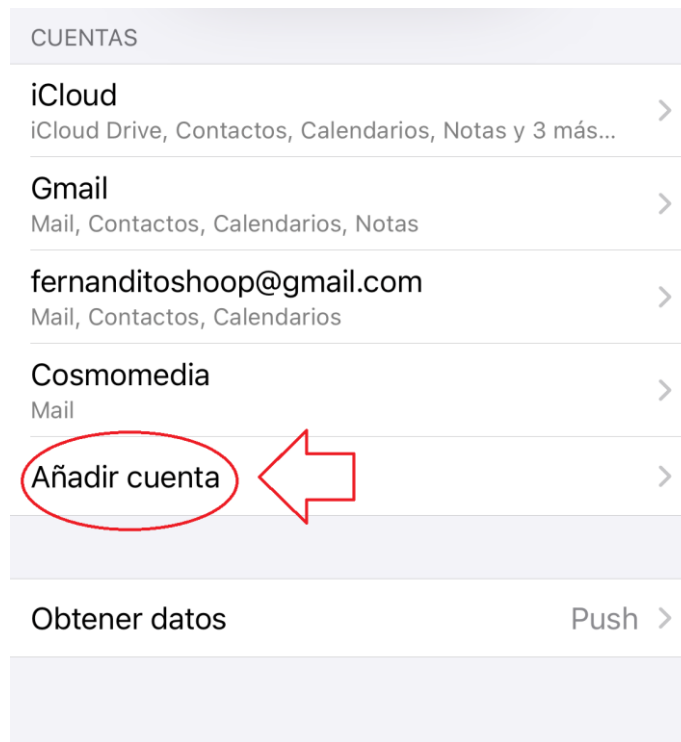 CUENTAS
iCloud
iCloud Drive, Contactos, Calendarios, Notas y 3 más...
Gmail
Mail, Contactos, Calendarios, Notas
fernanditoshoop@gmail.com
Mail, Contactos, Calendarios
Cosmomedia
Mail
Añadir cuenta
Obtener datos Push